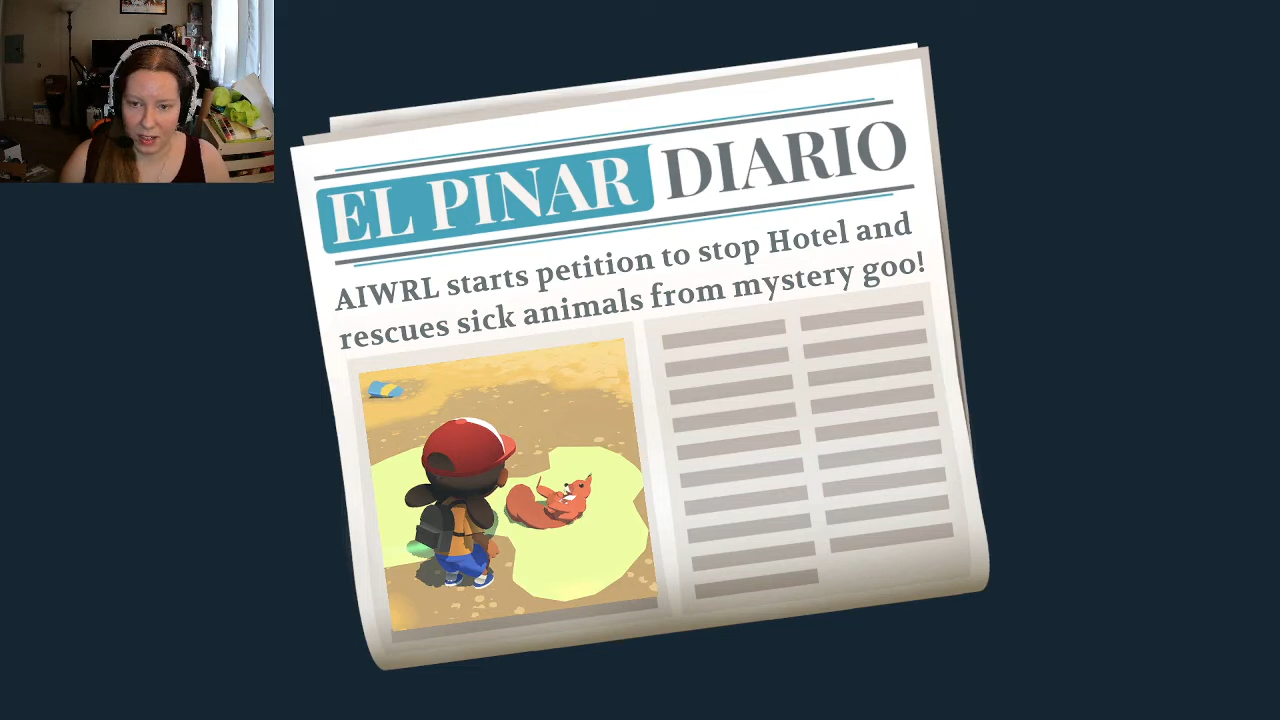 EL PINAR DIARIO
AIWRL starts petition to stop Hotel and
rescues sick animals from mystery goo!